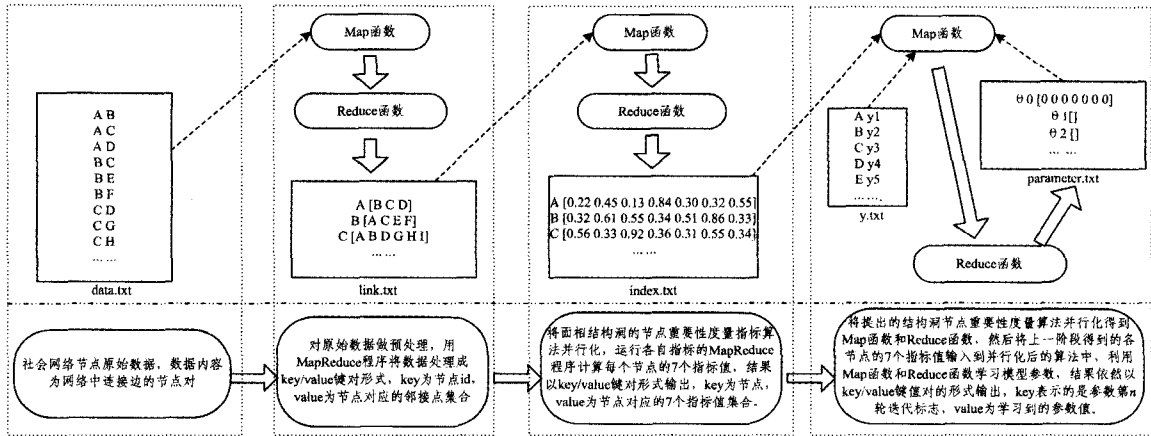 A B
A C
A D
B C
B E
B F
C D
C G
C H
... ...
data.txt
Map函数
Reduce函数
A [B C D]
B [A C E F]
C [A B D G H I]
... ...
link.txt
Map函数
Reduce函数
A [0.22 0.45 0.13 0.84 0.30 0.32 0.55]
B [0.32 0.61 0.55 0.34 0.51 0.86 0.33]
C [0.56 0.33 0.92 0.36 0.31 0.55 0.34]
... ...
index.txt
Map函数
A y1
B y2
C y3
D y4
E y5
... ...
y.txt
θ 0 [0 0 0 0 0 0 0]
θ 1[]
θ 2 []
... ...
parameter.txt
Reduce函数
社会网络节点原始数据，数据内容
为网络中连接边的节点对
对原始数据做预处理，用
MapReduce程序将数据处理成
key/value键对形式，key为节点id,
value为节点对应的邻接点集合
将面相结构洞的节点重要性度量指标算
法并行化，运行各自指标的MapReduce
程序计算每个节点的7个指标值，结果
以key/value键对形式输出，key为节点，
value为节点对应的7个指标值集合。
将提出的结构洞节点重要性度量算法并行化得到
Map函数和Reduce函数，然后将上一阶段得到的各
节点的7个指标值输入到并行化后的算法中，利用
Map函数和Reduce函数学习模型参数，结果依然以
key/value键值对的形式输出，key表示的是参数第n
轮迭代标志，value为学习到的参数值。